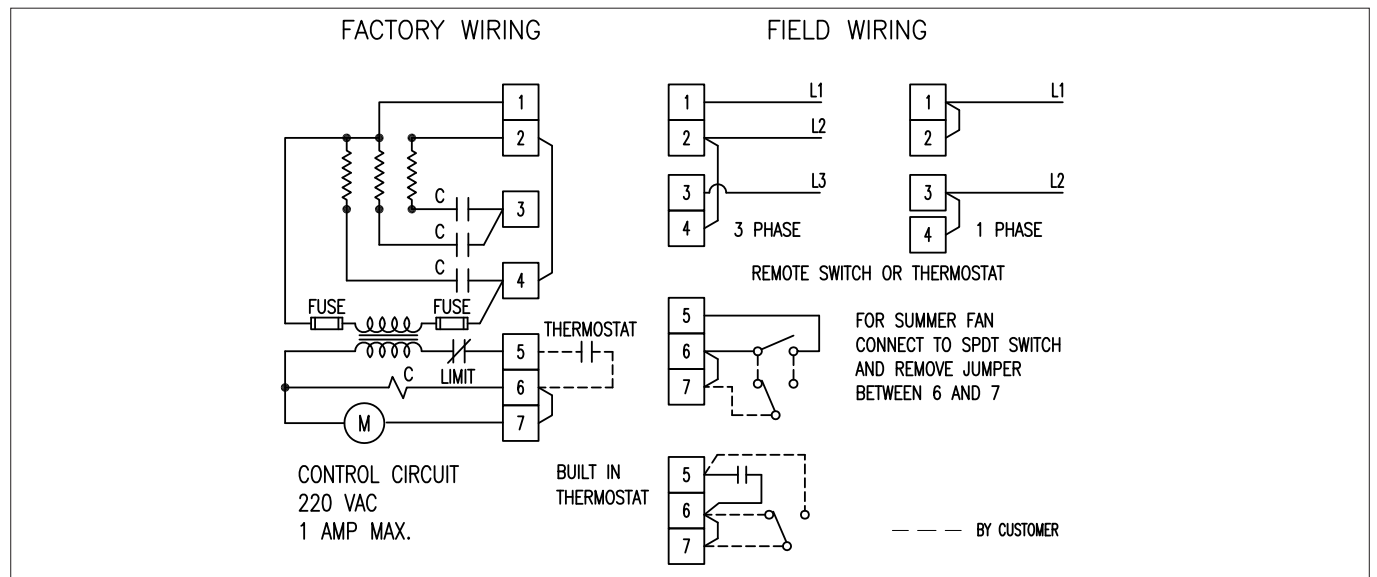 FACTORY WIRING
1
2
C
3
C
C
4
FUSE
FUSE
THERMOSTAT
5
LIMIT
C
6
M
7
CONTROL CIRCUIT
220 VAC
1 AMP MAX.
FIELD WIRING
1
L1
2
L2
3
L3
4
3 PHASE
1
L1
2
3
L2
4
1 PHASE
REMOTE SWITCH OR THERMOSTAT
5
6
7
FOR SUMMER FAN
CONNECT TO SPDT SWITCH
AND REMOVE JUMPER
BETWEEN 6 AND 7
BUILT IN
THERMOSTAT
5
6
7
BY CUSTOMER